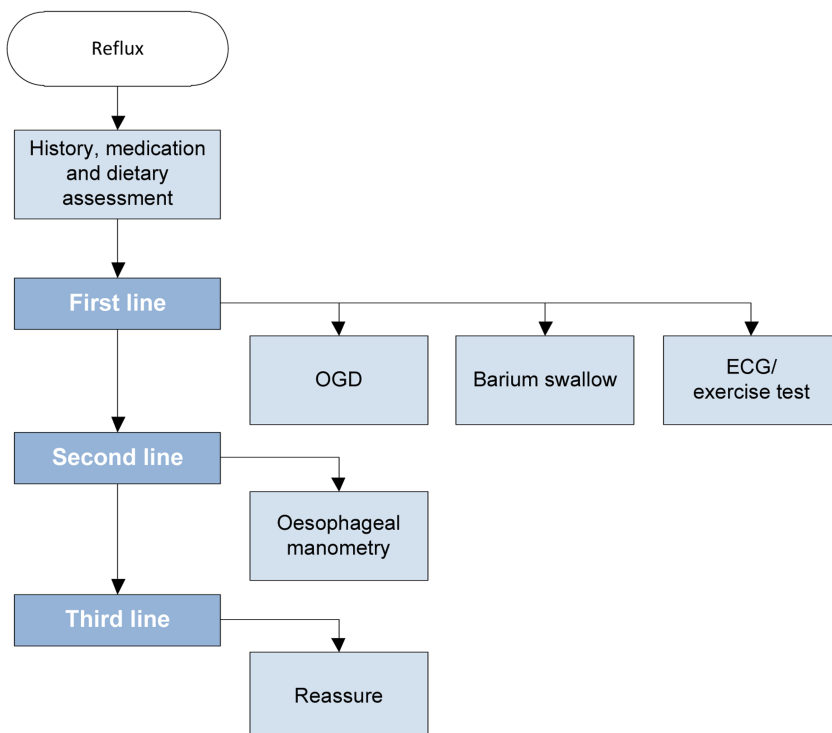 Reflux
History, medication
and dietary
assessment
First line
OGD
Barium swallow
ECG/
exercise test
Second line
Oesophageal
manometry
Third line
Reassure